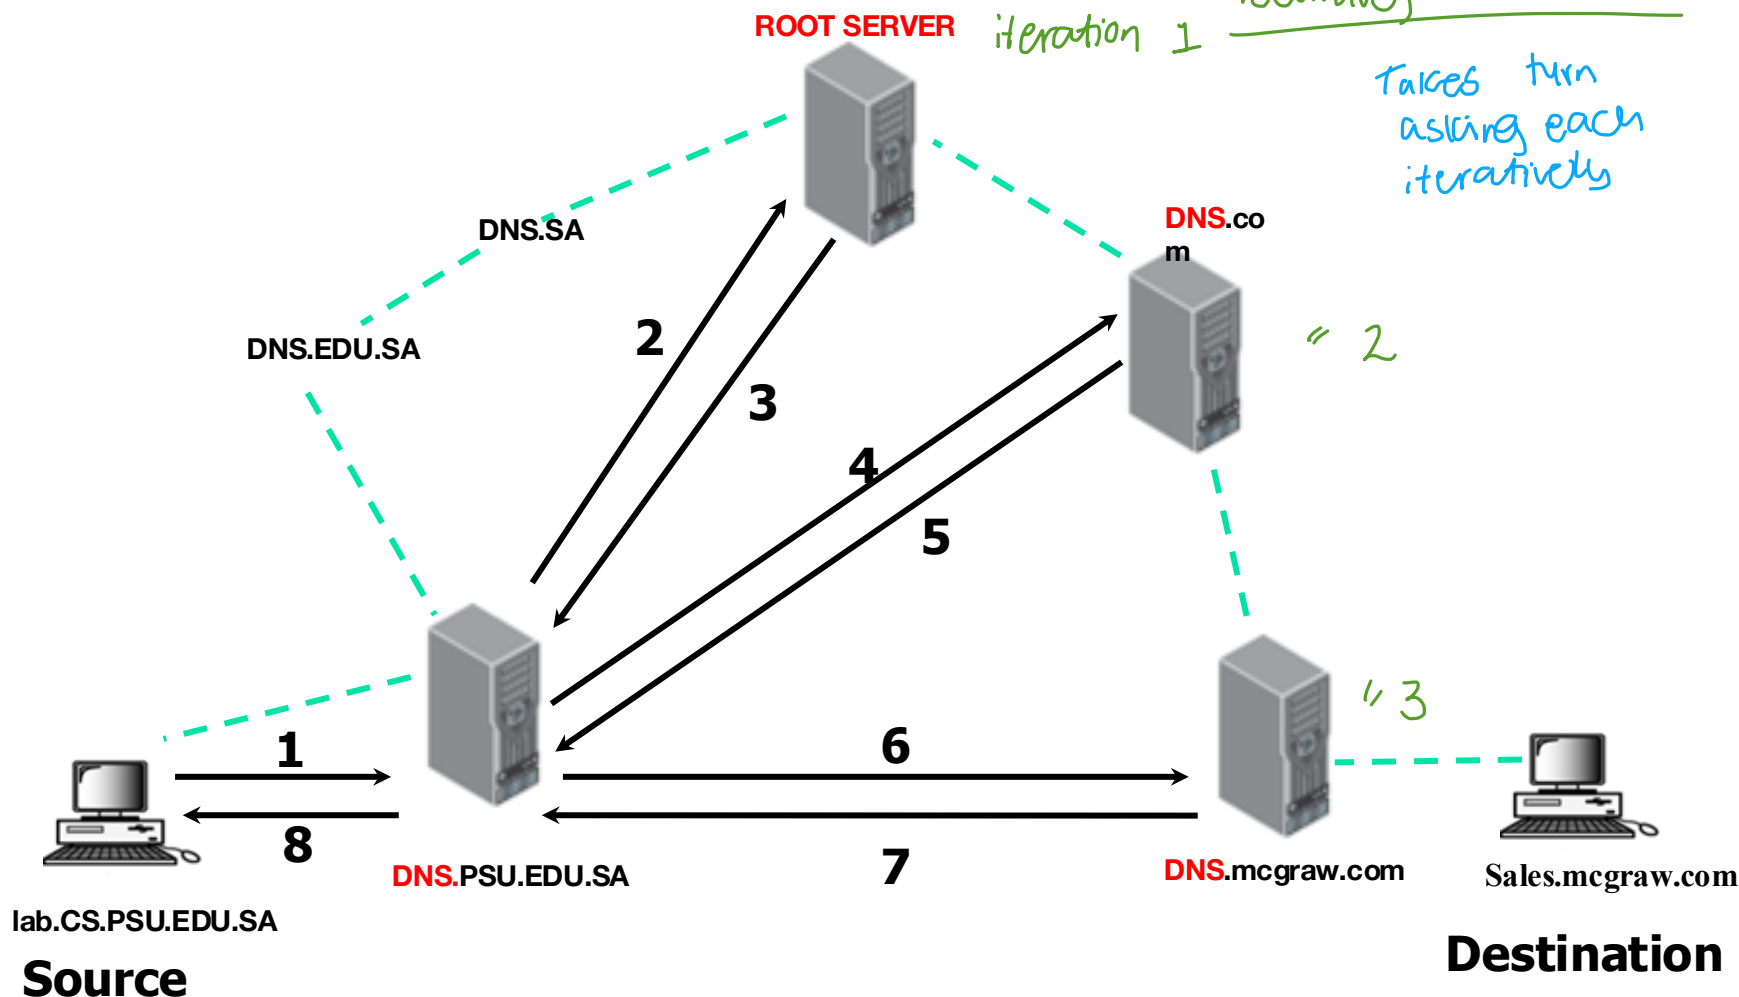 ROOT SERVER
iteration 1
Takes turn
asking each
iteratively
DNS.SA
DNS.co
m
DNS.EDU.SA
2
3
4
5
" 2
" 3
1
6
8
7
DNS.PSU.EDU.SA
DNS.mcgraw.com
Sales.mcgraw.com
lab.CS.PSU.EDU.SA
Source
Destination